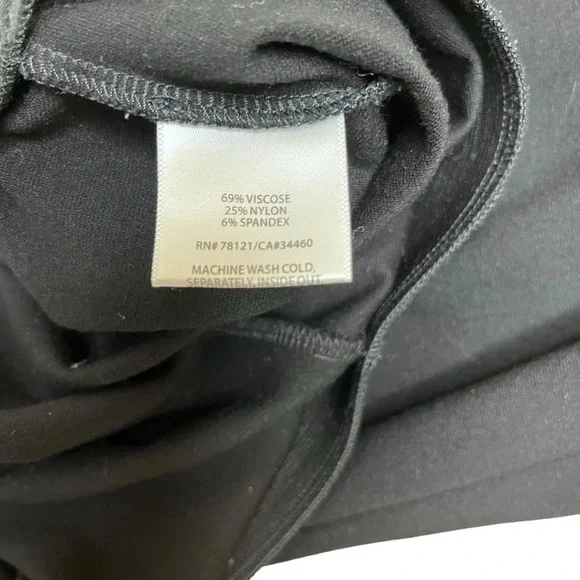 69% VISCOSE
25% NYLON
6% SPANDEX
RN# 78121/CA#34460
MACHINE WASH COLD,
SEPARATELY, INSIDE OUT,